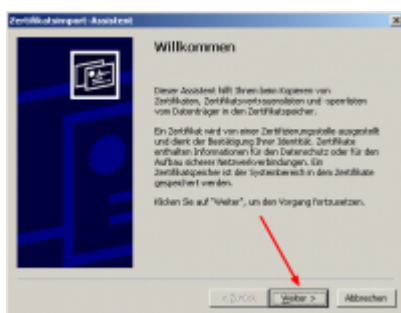 Zertifikatsimport-Assistent
Willkommen
Dieser Assistent hilft Ihnen beim Kopieren von
Zertifikaten, Zertifikatvertrauenslisten und -sperrlisten
vom Datenträger in den Zertifikatspeicher.
Ein Zertifikat wird von einer Zertifizierungsstelle ausgestellt
und dient der Bestätigung Ihrer Identität. Zertifikate
enthalten Informationen für den Datenschutz oder für den
Aufbau sicherer Netzwerkverbindungen. Ein
Zertifikatspeicher ist der Systembereich in dem Zertifikate
gespeichert werden.
Klicken Sie auf "Weiter", um den Vorgang fortzusetzen.
< Zurück Weiter > Abbrechen